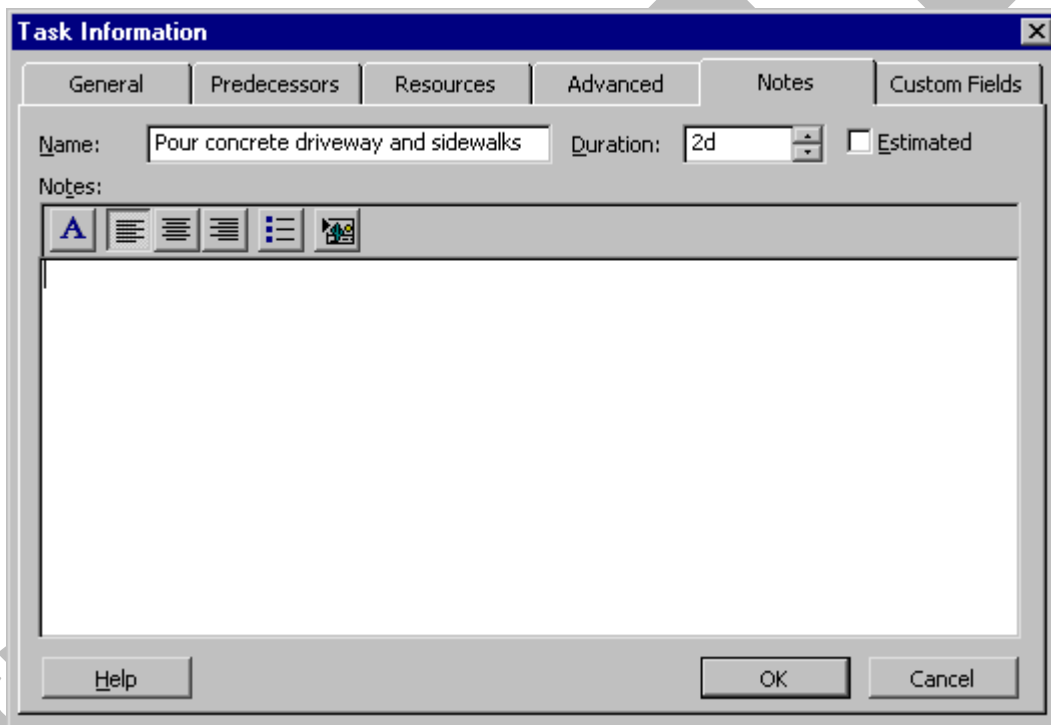 Task Information
General Predecessors Resources Advanced Notes Custom Fields
Name: Pour concrete driveway and sidewalks Duration: 2d Estimated
Notes:
A
Help OK Cancel